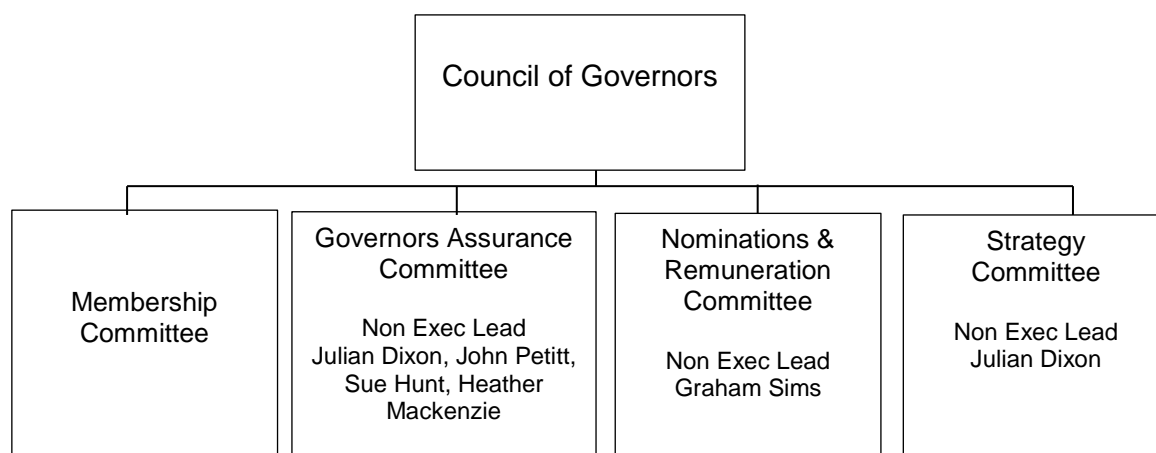 Council of Governors
Membership
Committee
Governors Assurance
Committee
Non Exec Lead
Julian Dixon, John Petitt,
Sue Hunt, Heather
Mackenzie
Nominations &
Remuneration
Committee
Non Exec Lead
Graham Sims
Strategy
Committee
Non Exec Lead
Julian Dixon